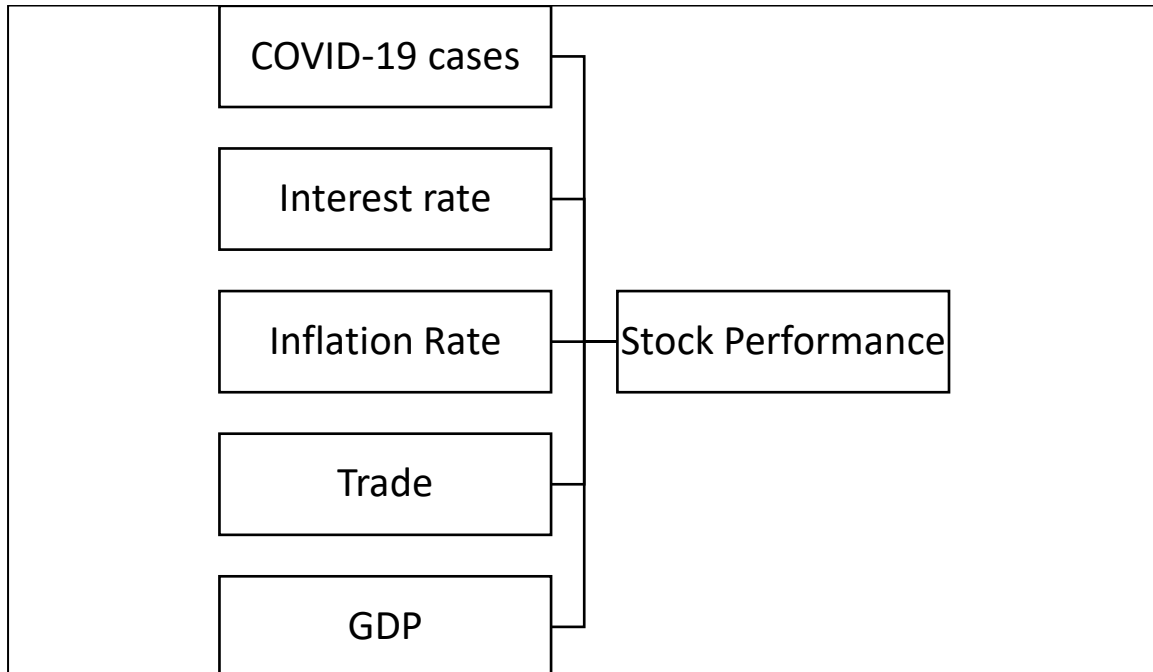 COVID-19 cases
Interest rate
Inflation Rate
Stock Performance
Trade
GDP